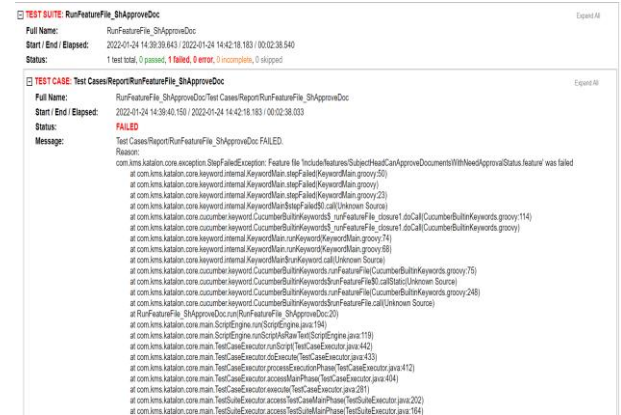 TEST SUITE: RunFeatureFile_ShApproveDoc
Expand All
Full Name: RunFeatureFile_ShApproveDoc
Start / End / Elapsed: 2022-01-24 14:39:39.643 / 2022-01-24 14:42:18.183 / 00:02:38.540
Status: 1 test total, 0 passed, 1 failed, 0 error, 0 incomplete, 0 skipped
TEST CASE: Test Cases/Report/RunFeatureFile_ShApproveDoc
Expand All
Full Name: RunFeatureFile_ShApproveDoc/Test Cases/Report/RunFeatureFile_ShApproveDoc
Start / End / Elapsed: 2022-01-24 14:39:40.150 / 2022-01-24 14:42:18.183 / 00:02:38.033
Status: FAILED
Message: Test Cases/Report/RunFeatureFile_ShApproveDoc FAILED.
Reason:
com.kms.katalon.core.exception.StepFailedException: Feature file 'Include/features/SubjectHeadCanApproveDocumentsWithNeedApprovalStatus.feature' was failed
at com.kms.katalon.core.keyword.internal.KeywordMain.stepFailed(KeywordMain.groovy:50)
at com.kms.katalon.core.keyword.internal.KeywordMain.stepFailed(KeywordMain.groovy)
at com.kms.katalon.core.keyword.internal.KeywordMain.stepFailed(KeywordMain.groovy:23)
at com.kms.katalon.core.keyword.internal.KeywordMain$stepFailed$0.call(Unknown Source)
at com.kms.katalon.core.cucumber.keyword.CucumberBuiltinKeywords$_runFeatureFile_closure1.doCall(CucumberBuiltinKeywords.groovy:114)
at com.kms.katalon.core.cucumber.keyword.CucumberBuiltinKeywords$_runFeatureFile_closure1.doCall(CucumberBuiltinKeywords.groovy)
at com.kms.katalon.core.keyword.internal.KeywordMain.runKeyword(KeywordMain.groovy:74)
at com.kms.katalon.core.keyword.internal.KeywordMain.runKeyword(KeywordMain.groovy:68)
at com.kms.katalon.core.keyword.internal.KeywordMain$runKeyword.call(Unknown Source)
at com.kms.katalon.core.cucumber.keyword.CucumberBuiltinKeywords.runFeatureFile(CucumberBuiltinKeywords.groovy:75)
at com.kms.katalon.core.cucumber.keyword.CucumberBuiltinKeywords$runFeatureFile$0.callStatic(Unknown Source)
at com.kms.katalon.core.cucumber.keyword.CucumberBuiltinKeywords.runFeatureFile(CucumberBuiltinKeywords.groovy:248)
at com.kms.katalon.core.cucumber.keyword.CucumberBuiltinKeywords$runFeatureFile.call(Unknown Source)
at RunFeatureFile_ShApproveDoc.run(RunFeatureFile_ShApproveDoc:20)
at com.kms.katalon.core.main.ScriptEngine.run(ScriptEngine.java:194)
at com.kms.katalon.core.main.ScriptEngine.runScriptAsRawText(ScriptEngine.java:119)
at com.kms.katalon.core.main.TestCaseExecutor.runScript(TestCaseExecutor.java:442)
at com.kms.katalon.core.main.TestCaseExecutor.doExecute(TestCaseExecutor.java:433)
at com.kms.katalon.core.main.TestCaseExecutor.processExecutionPhase(TestCaseExecutor.java:412)
at com.kms.katalon.core.main.TestCaseExecutor.accessMainPhase(TestCaseExecutor.java:404)
at com.kms.katalon.core.main.TestCaseExecutor.execute(TestCaseExecutor.java:281)
at com.kms.katalon.core.main.TestSuiteExecutor.accessTestCaseMainPhase(TestSuiteExecutor.java:202)
at com.kms.katalon.core.main.TestSuiteExecutor.accessTestSuiteMainPhase(TestSuiteExecutor.java:164)